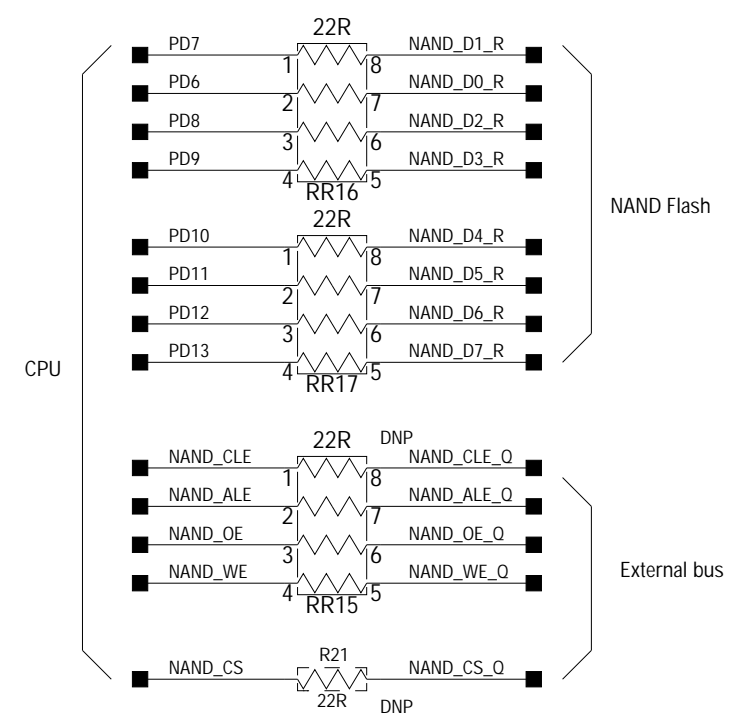 22R
PD7 1 8 NAND_D1_R
PD6 2 7 NAND_D0_R
PD8 3 6 NAND_D2_R
PD9 4 5 NAND_D3_R
RR16
NAND Flash
22R
PD10 1 8 NAND_D4_R
PD11 2 7 NAND_D5_R
PD12 3 6 NAND_D6_R
PD13 4 5 NAND_D7_R
RR17
CPU
22R DNP
NAND_CLE 1 8 NAND_CLE_Q
NAND_ALE 2 7 NAND_ALE_Q
NAND_OE 3 6 NAND_OE_Q
NAND_WE 4 5 NAND_WE_Q
RR15
External bus
R21
NAND_CS NAND_CS_Q
22R DNP